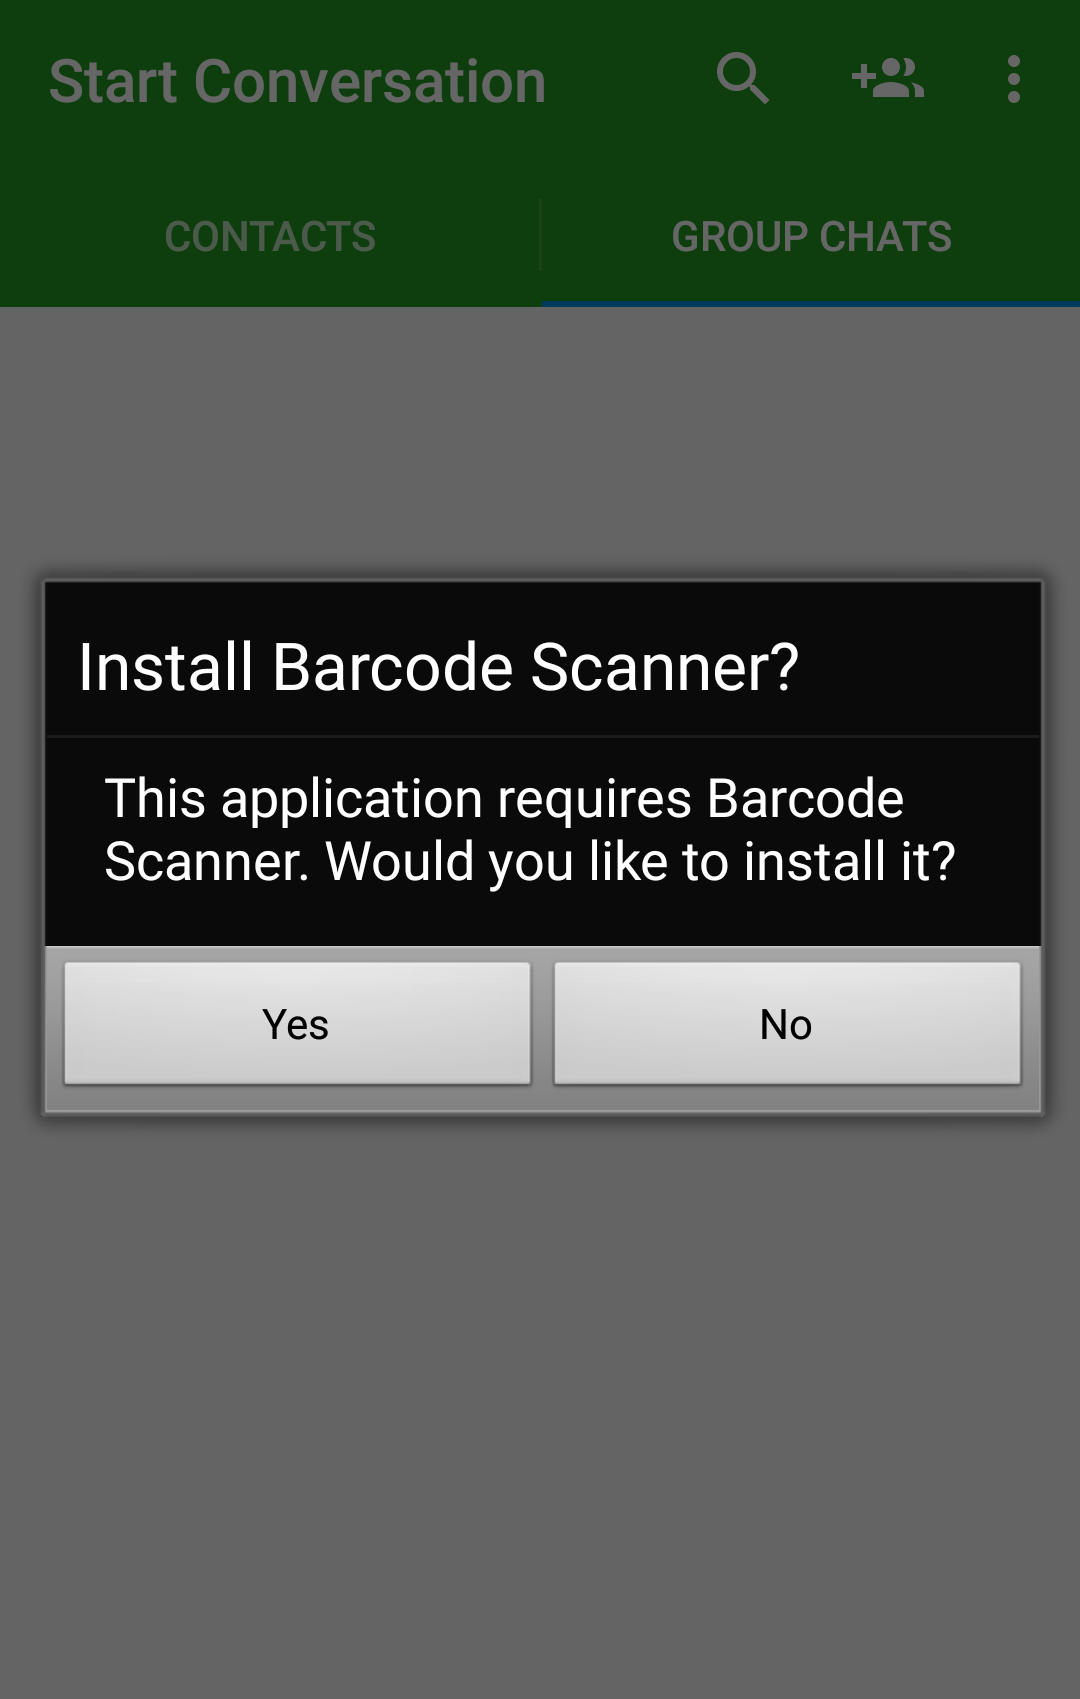 Start Conversation
CONTACTS
GROUP CHATS
Install Barcode Scanner?
This application requires Barcode
Scanner. Would you like to install it?
Yes
No